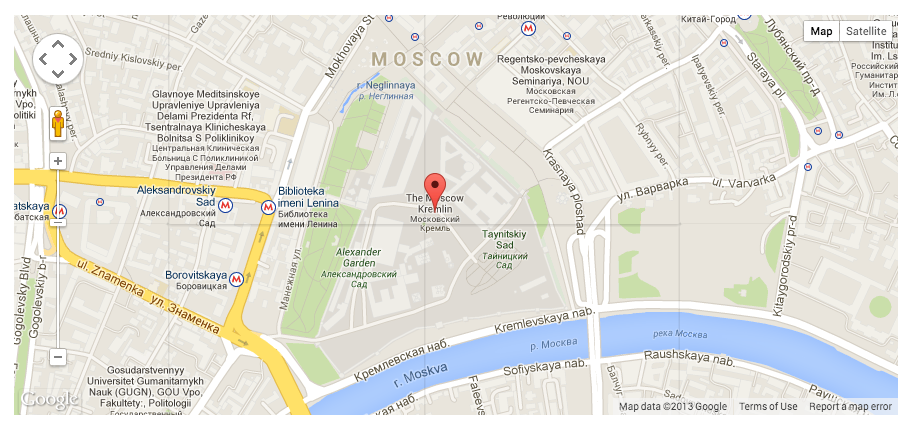 Революции
Китай-Город
Map
Satellite
MOSCOW
Mokhovaya St
Sredniy Kislovskiy per.
Regentsko-pevcheskaya
Moskovskaya
Seminariya, NOU
Московская
Регентско-Певческая
Семинария
Staraya pl.
Лубянский пр-д
Ipatyevskiy per.
Rybnyy per.
г. Neglinnaya
р. Неглинная
Glavnoye Meditsinskoye
Upravleniye Upravleniya
Delami Prezidenta Rf,
Tsentralnaya Klinicheskaya
Bolnitsa S Poliklinikoy
Центральная Клиническая
Больница С Поликлиникой
Управления Делами
Президента РФ
Krasnaya ploshad
ул. Варварка
ul. Varvarka
Aleksandrovskiy
Sad
Александровский
Сад
Biblioteka
imeni Lenina
Библиотека
имени Ленина
The Moscow
Kremlin
Московский
Кремль
Taynitskiy
Sad
Тайницкий
Сад
Alexander
Garden
Александровский
Сад
Манежная ул.
Borovitskaya
Боровицкая
ul. Znamenka
ул. Знаменка
Gogolevsky Blvd
Gogolevskiy b-r
Kitaygorodskiy pr-d
Kremlevskaya nab.
Кремлевская наб.
г. Moskva
р. Москва
река Москва
Sofiyskaya nab.
Raushskaya nab.
Балчуг
Gosudarstvennyy
Universitet Gumanitarnykh
Nauk (GUGN), GOU Vpo,
Fakultety:, Politologii
Государственный
Google
Map data ©2013 Google
Terms of Use
Report a map error